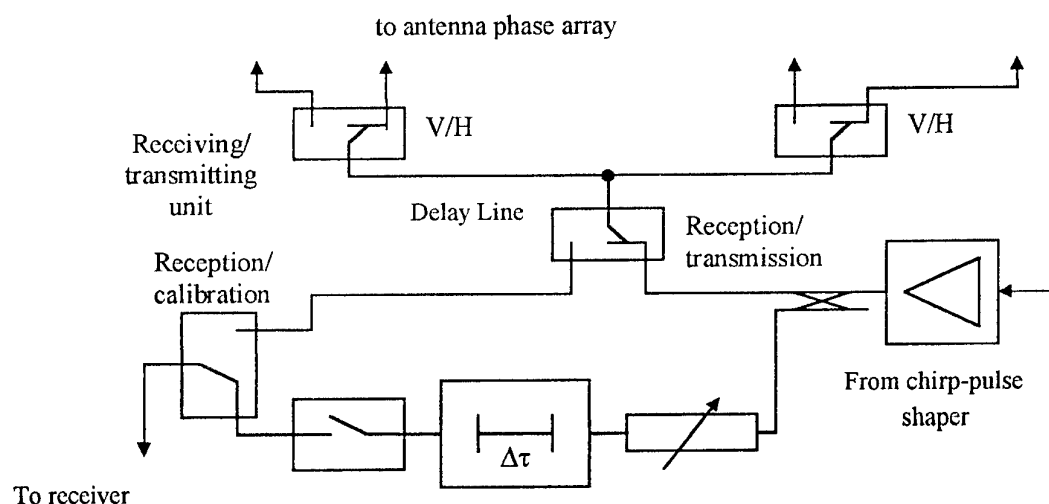 to antenna phase array
V/H
V/H
Receiving/
transmitting
unit
Delay Line
Reception/
transmission
Reception/
calibration
From chirp-pulse
shaper
Δτ
To receiver